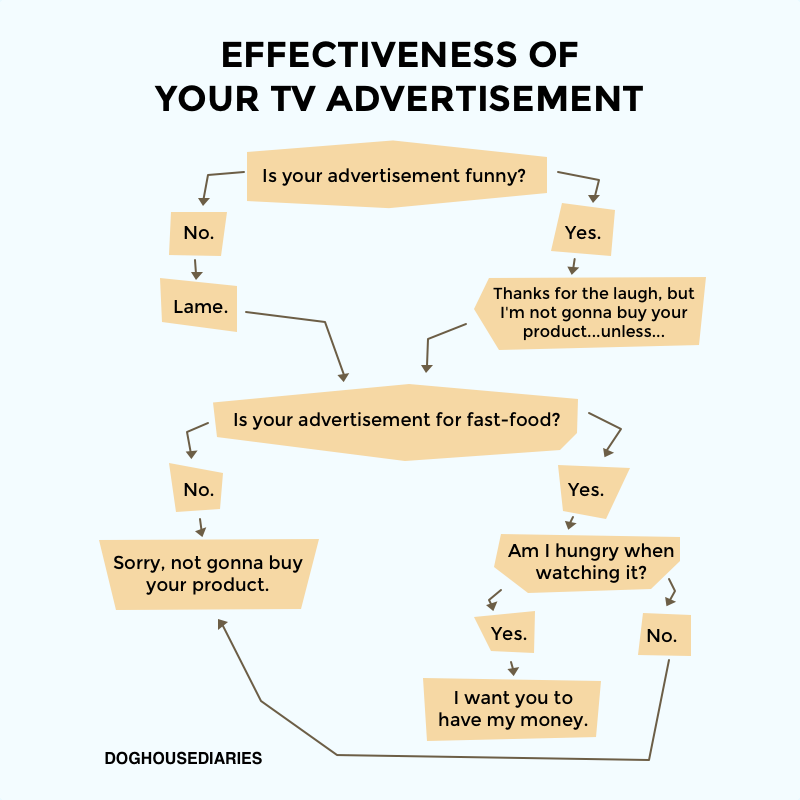 EFFECTIVENESS OF
YOUR TV ADVERTISEMENT
Is your advertisement funny?
No.
Yes.
Lame.
Thanks for the laugh, but
I'm not gonna buy your
product...unless...
Is your advertisement for fast-food?
No.
Yes.
Sorry, not gonna buy
your product.
Am I hungry when
watching it?
Yes.
No.
I want you to
have my money.
DOGHOUSEDIARIES